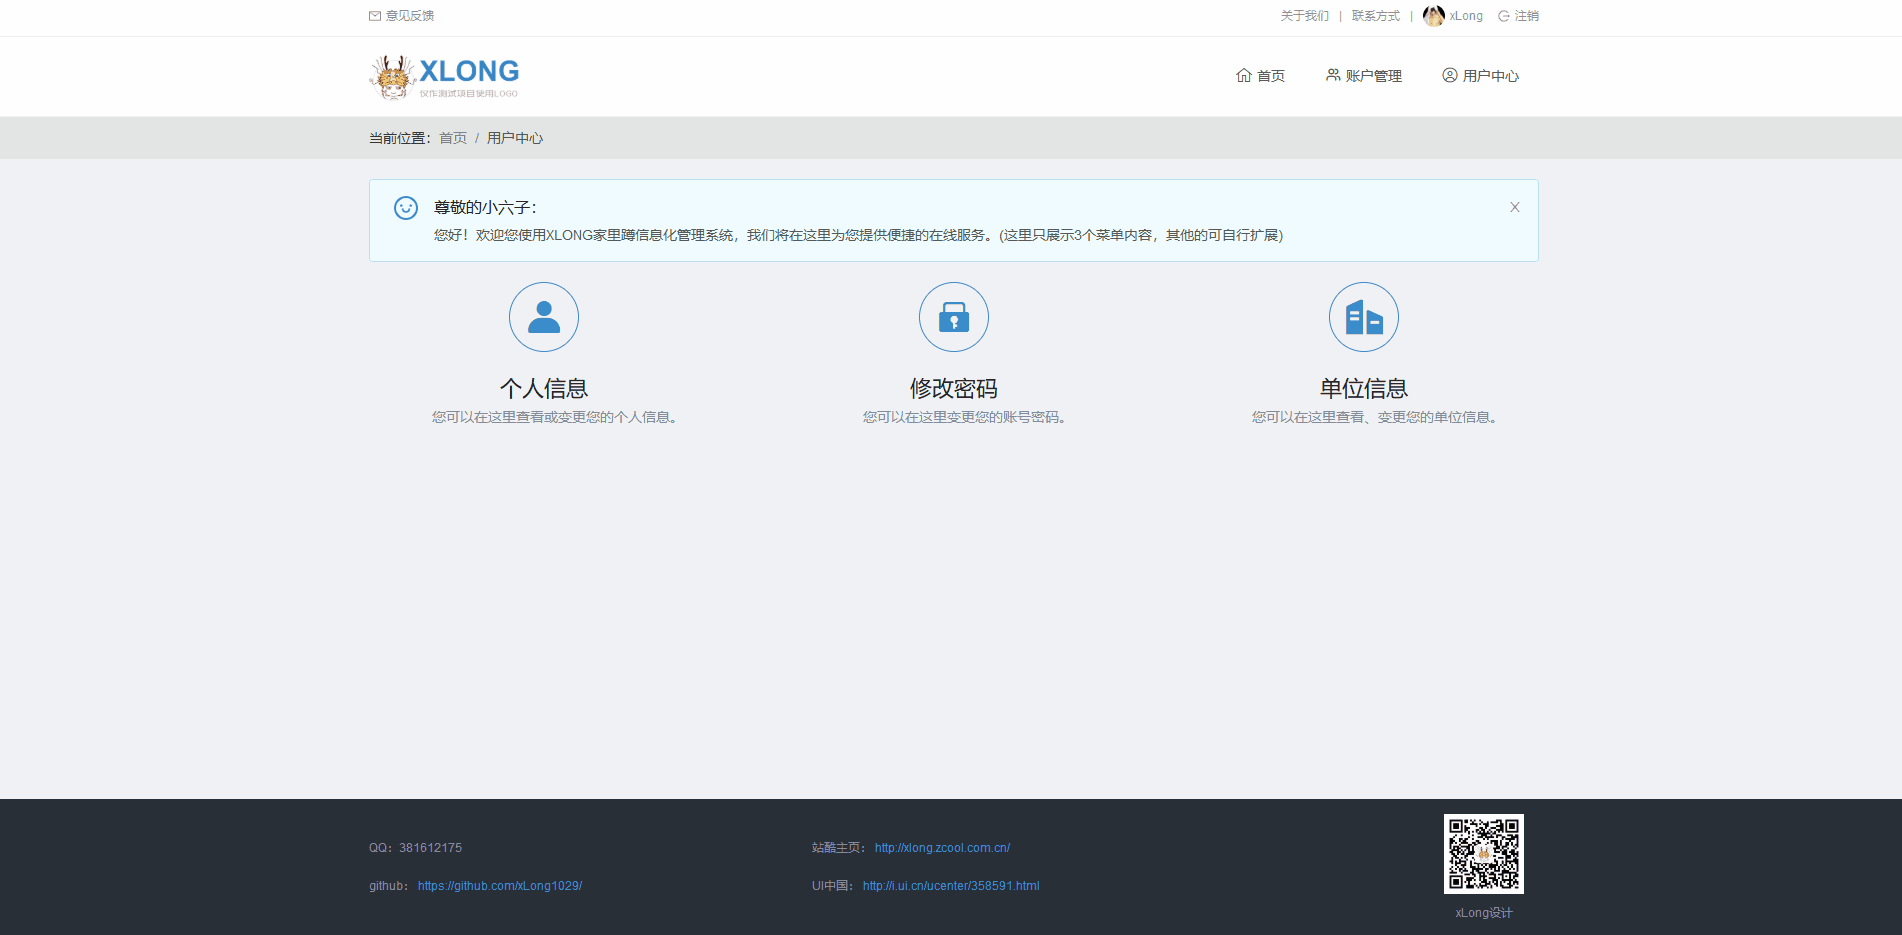 意见反馈
关于我们 | 联系方式 | xLong 注销
XLONG
仅作测试项目使用LOGO
首页 账户管理 用户中心
当前位置：首页 / 用户中心
尊敬的小六子：
您好！欢迎您使用XLONG家里蹲信息化管理系统，我们将在这里为您提供便捷的在线服务。(这里只展示3个菜单内容，其他的可自行扩展)
个人信息
您可以在这里查看或变更您的个人信息。
修改密码
您可以在这里变更您的账号密码。
单位信息
您可以在这里查看、变更您的单位信息。
QQ：381612175
站酷主页： http://xlong.zcool.com.cn/
github： https://github.com/xLong1029/
UI中国： http://i.ui.cn/ucenter/358591.html
xLong设计